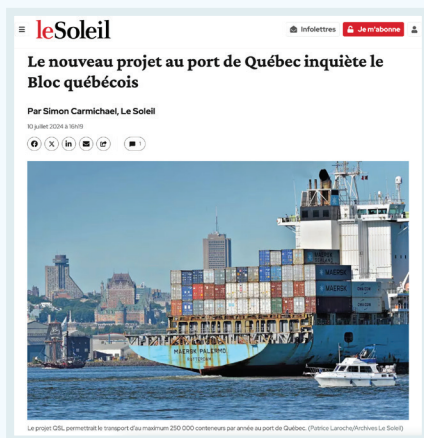 leSoleil
Infolettres
Je m'abonne
Le nouveau projet au port de Québec inquiète le
Bloc québécois
Par Simon Carmichael, Le Soleil
10 juillet 2024 à 16h19
1
MAERSK
MAERSK
MAERSK PALERMO
ROTTERDAM
Le projet QSL permettrait le transport d'au maximum 250 000 conteneurs par année au port de Québec. (Patrice Laroche/Archives Le Soleil)